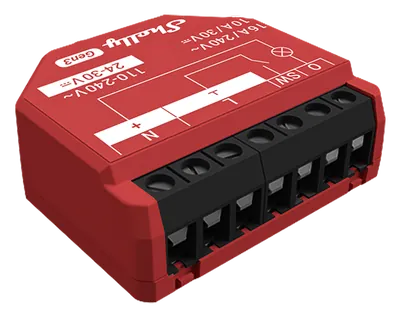 Shelly
Gen3
16A/240V~
10A/30V⎓
110-240V~
24-30V⎓
+
⊥
N
L
SW
O
I